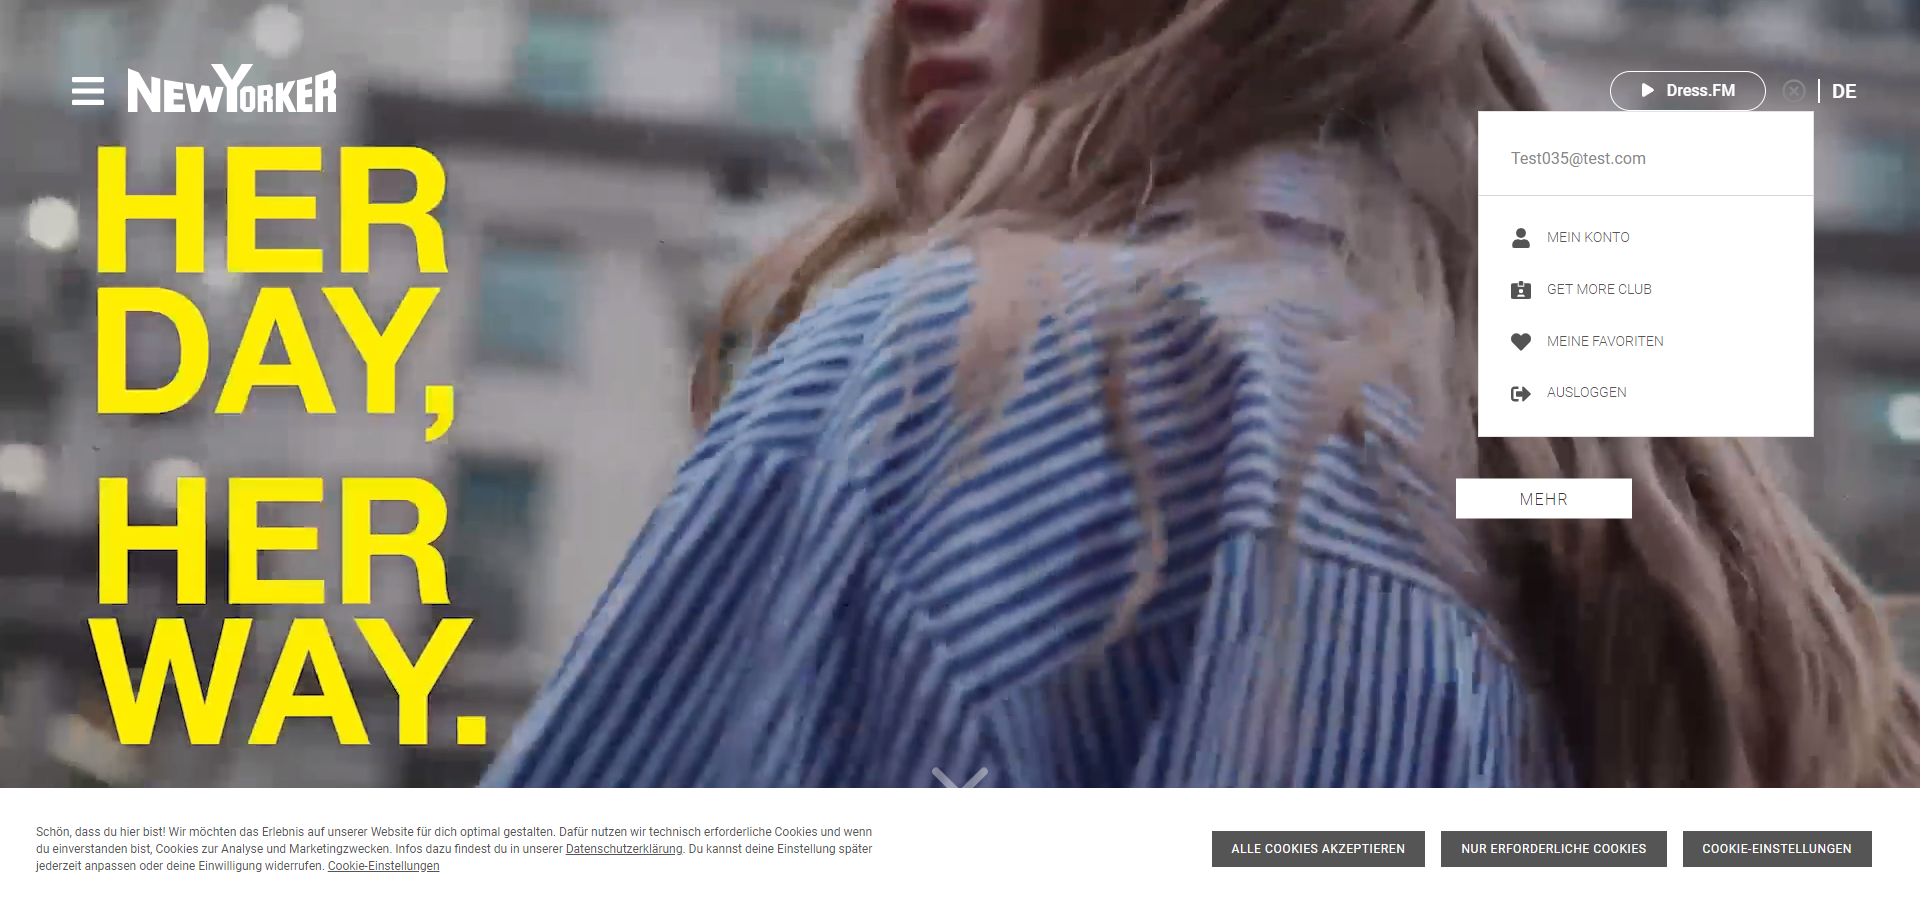 NEWYORKER
Dress.FM
DE
Test035@test.com
MEIN KONTO
GET MORE CLUB
MEINE FAVORITEN
AUSLOGGEN
HER
DAY,
HER
WAY.
MEHR
Schön, dass du hier bist! Wir möchten das Erlebnis auf unserer Website für dich optimal gestalten. Dafür nutzen wir technisch erforderliche Cookies und wenn
du einverstanden bist, Cookies zur Analyse und Marketingzwecken. Infos dazu findest du in unserer Datenschutzerklärung. Du kannst deine Einstellung später
jederzeit anpassen oder deine Einwilligung widerrufen. Cookie-Einstellungen
ALLE COOKIES AKZEPTIEREN
NUR ERFORDERLICHE COOKIES
COOKIE-EINSTELLUNGEN